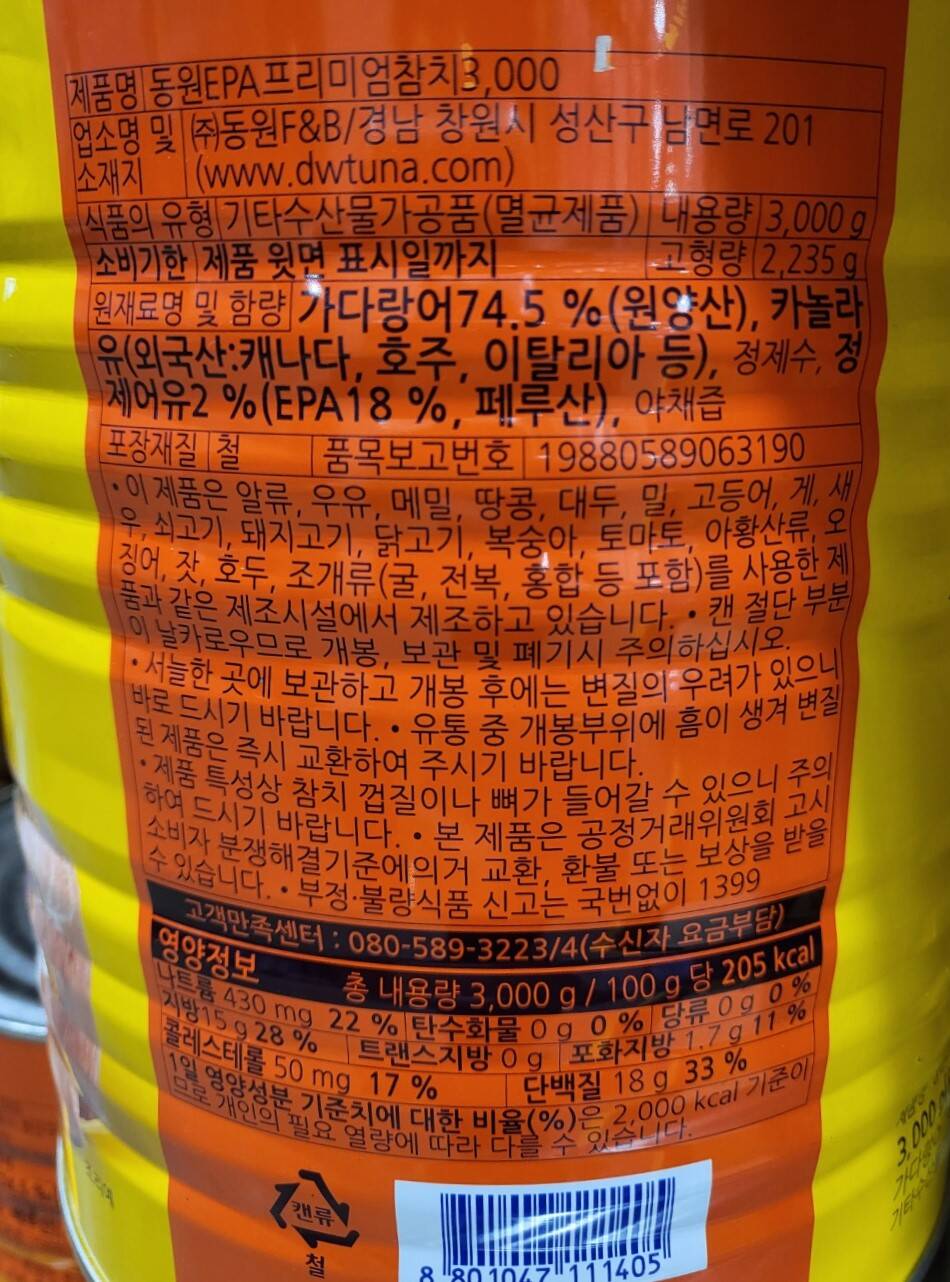 제품명 동원EPA프리미엄참치3,000
업소명 및 ㈜동원F&B/경남 창원시 성산구 남면로 201
소재지 (www.dwtuna.com)
식품의 유형 기타수산물가공품(멸균제품) 내용량 3,000 g
소비기한 제품 윗면 표시일까지 고형량 2,235 g
원재료명 및 함량 가다랑어74.5 %(원양산), 카놀라
유(외국산:캐나다, 호주, 이탈리아 등), 정제수, 정
제어유2 %(EPA18 %, 페루산), 야채즙
포장재질 철 품목보고번호 19880589063190
•이 제품은 알류, 우유, 메밀, 땅콩, 대두, 밀, 고등어, 게, 새
우, 쇠고기, 돼지고기, 닭고기, 복숭아, 토마토, 아황산류, 오
징어, 잣, 호두, 조개류(굴, 전복, 홍합 등 포함)를 사용한 제
품과 같은 제조시설에서 제조하고 있습니다. • 캔 절단 부분
이 날카로우므로 개봉, 보관 및 폐기시 주의하십시오.
•서늘한 곳에 보관하고 개봉 후에는 변질의 우려가 있으니
바로 드시기 바랍니다. • 유통 중 개봉부위에 흠이 생겨 변질
된 제품은 즉시 교환하여 주시기 바랍니다.
•제품 특성상 참치 껍질이나 뼈가 들어갈 수 있으니 주의
하여 드시기 바랍니다. • 본 제품은 공정거래위원회 고시
소비자 분쟁해결기준에의거 교환, 환불 또는 보상을 받을
수 있습니다. • 부정·불량식품 신고는 국번없이 1399
고객만족센터 : 080-589-3223/4(수신자 요금부담)
영양정보 총 내용량 3,000 g / 100 g 당 205 kcal
나트륨 430 mg 22 % 탄수화물 0 g 0 % 당류 0 g 0 %
지방15 g 28 % 트랜스지방 0 g 포화지방 1.7 g 11 %
콜레스테롤 50 mg 17 % 단백질 18 g 33 %
1일 영양성분 기준치에 대한 비율(%)은 2,000 kcal 기준이
므로 개인의 필요 열량에 따라 다를 수 있습니다.
캔류
철
8 801047 111405
3,000